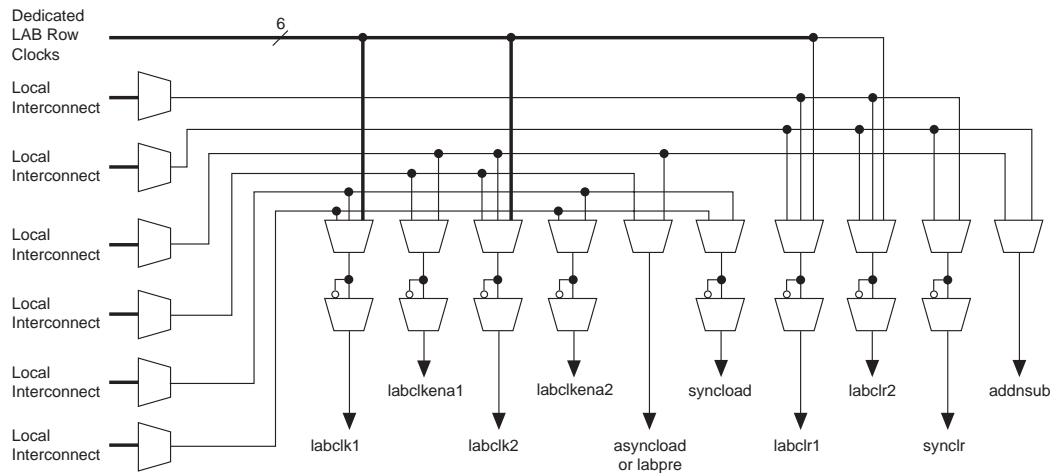 Dedicated
LAB Row
Clocks
6
Local
Interconnect
Local
Interconnect
Local
Interconnect
Local
Interconnect
Local
Interconnect
Local
Interconnect
labclkena1
labclkena2
syncload
labclr2
addnsub
labclk1
labclk2
asyncload
or labpre
labclr1
synclr